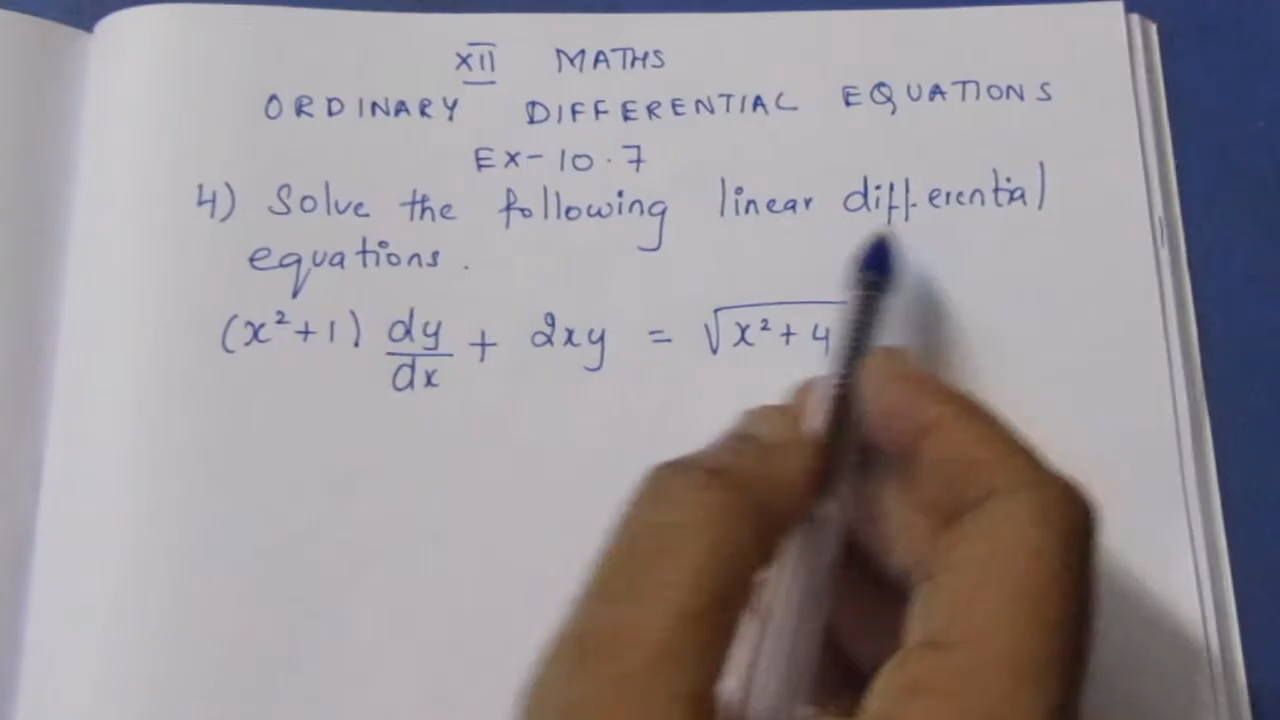 XII MATHS
ORDINARY DIFFERENTIAL EQUATIONS
EX-10.7
4) Solve the following linear differential
equations.
(x²+1) dy/dx + 2xy = √x²+4